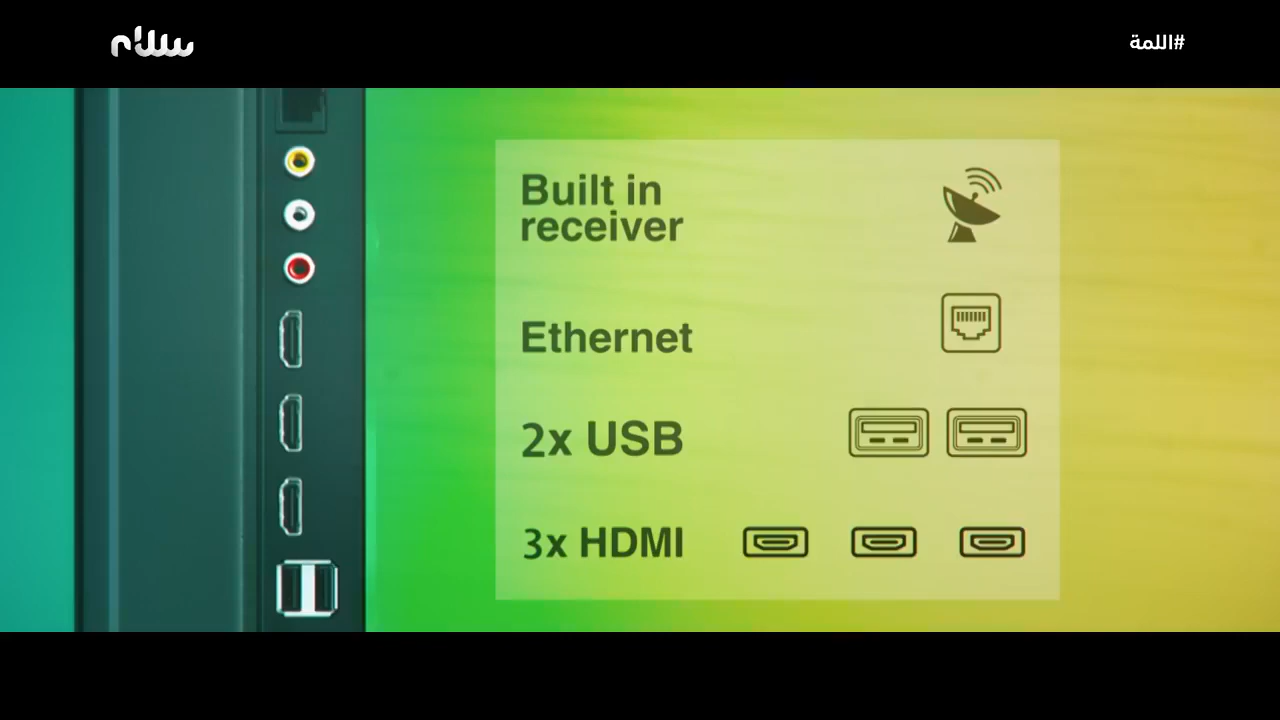 سلام
#اللمة
Built in
receiver
Ethernet
2x USB
3x HDMI